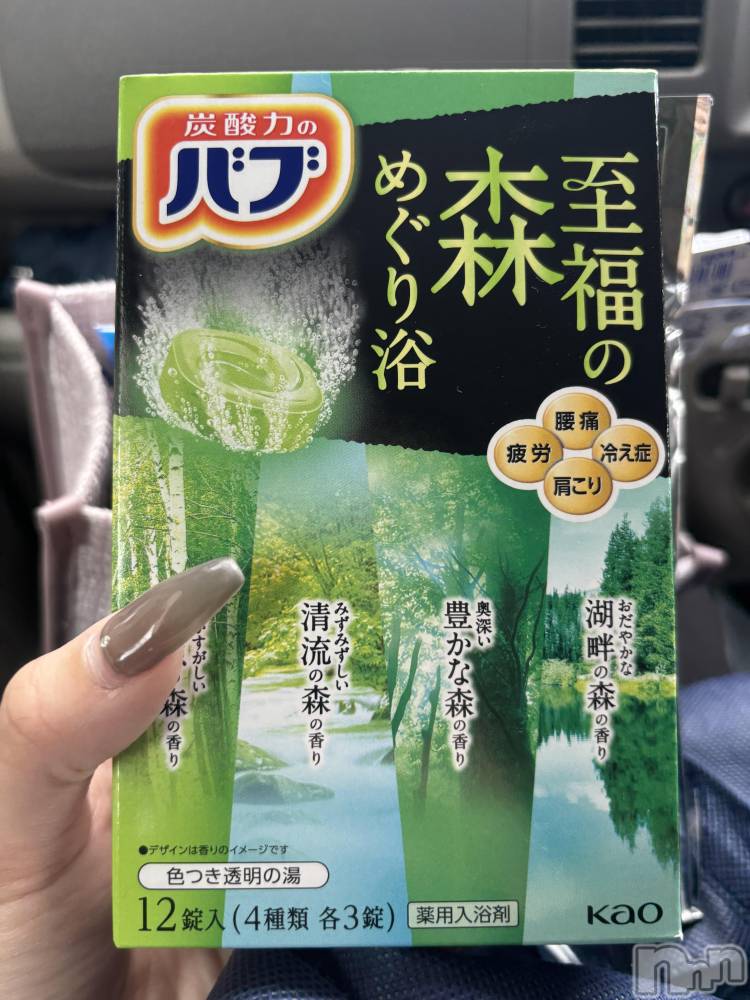 炭酸力の
バブ
至福の
森
めぐり浴
腰痛
疲労
冷え症
肩こり
すがしい
森の香り
みずみずしい
清流の森の香り
奥深い
豊かな森の香り
おだやかな
湖畔の森の香り
●デザインは香りのイメージです
色つき透明の湯
12錠入(4種類 各3錠)
薬用入浴剤
Kao